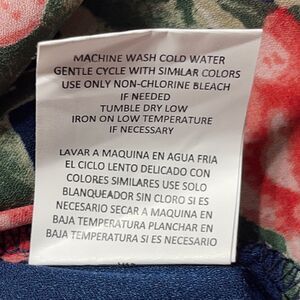 MACHINE WASH COLD WATER
GENTLE CYCLE WITH SIMILAR COLORS
USE ONLY NON-CHLORINE BLEACH
IF NEEDED
TUMBLE DRY LOW
IRON ON LOW TEMPERATURE
IF NECESSARY
LAVAR A MAQUINA EN AGUA FRIA
EL CICLO LENTO DELICADO CON
COLORES SIMILARES USE SOLO
BLANQUEADOR SIN CLORO SI ES
NECESARIO SECAR A MAQUINA EN
BAJA TEMPERATURA PLANCHAR EN
BAJA TEMPERATURA SI ES NECESARIO